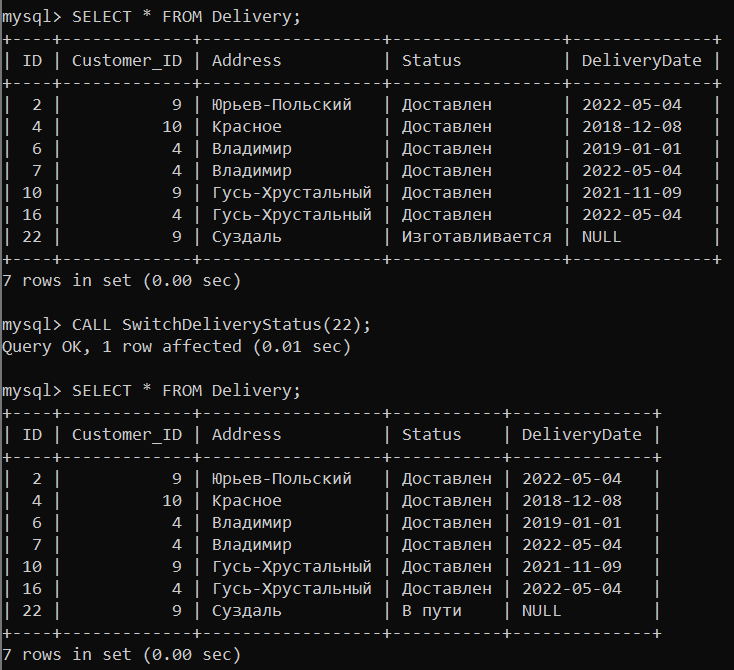 mysql> SELECT * FROM Delivery;
+----+-------------+------------------+-----------------+--------------+
| ID | Customer_ID | Address          | Status          | DeliveryDate |
+----+-------------+------------------+-----------------+--------------+
|  2 |           9 | Юрьев-Польский   | Доставлен       | 2022-05-04   |
|  4 |          10 | Красное          | Доставлен       | 2018-12-08   |
|  6 |           4 | Владимир         | Доставлен       | 2019-01-01   |
|  7 |           4 | Владимир         | Доставлен       | 2022-05-04   |
| 10 |           9 | Гусь-Хрустальный | Доставлен       | 2021-11-09   |
| 16 |           4 | Гусь-Хрустальный | Доставлен       | 2022-05-04   |
| 22 |           9 | Суздаль          | Изготавливается | NULL         |
+----+-------------+------------------+-----------------+--------------+
7 rows in set (0.00 sec)
mysql> CALL SwitchDeliveryStatus(22);
Query OK, 1 row affected (0.01 sec)
mysql> SELECT * FROM Delivery;
+----+-------------+------------------+-----------+--------------+
| ID | Customer_ID | Address          | Status    | DeliveryDate |
+----+-------------+------------------+-----------+--------------+
|  2 |           9 | Юрьев-Польский   | Доставлен | 2022-05-04   |
|  4 |          10 | Красное          | Доставлен | 2018-12-08   |
|  6 |           4 | Владимир         | Доставлен | 2019-01-01   |
|  7 |           4 | Владимир         | Доставлен | 2022-05-04   |
| 10 |           9 | Гусь-Хрустальный | Доставлен | 2021-11-09   |
| 16 |           4 | Гусь-Хрустальный | Доставлен | 2022-05-04   |
| 22 |           9 | Суздаль          | В пути    | NULL         |
+----+-------------+------------------+-----------+--------------+
7 rows in set (0.00 sec)